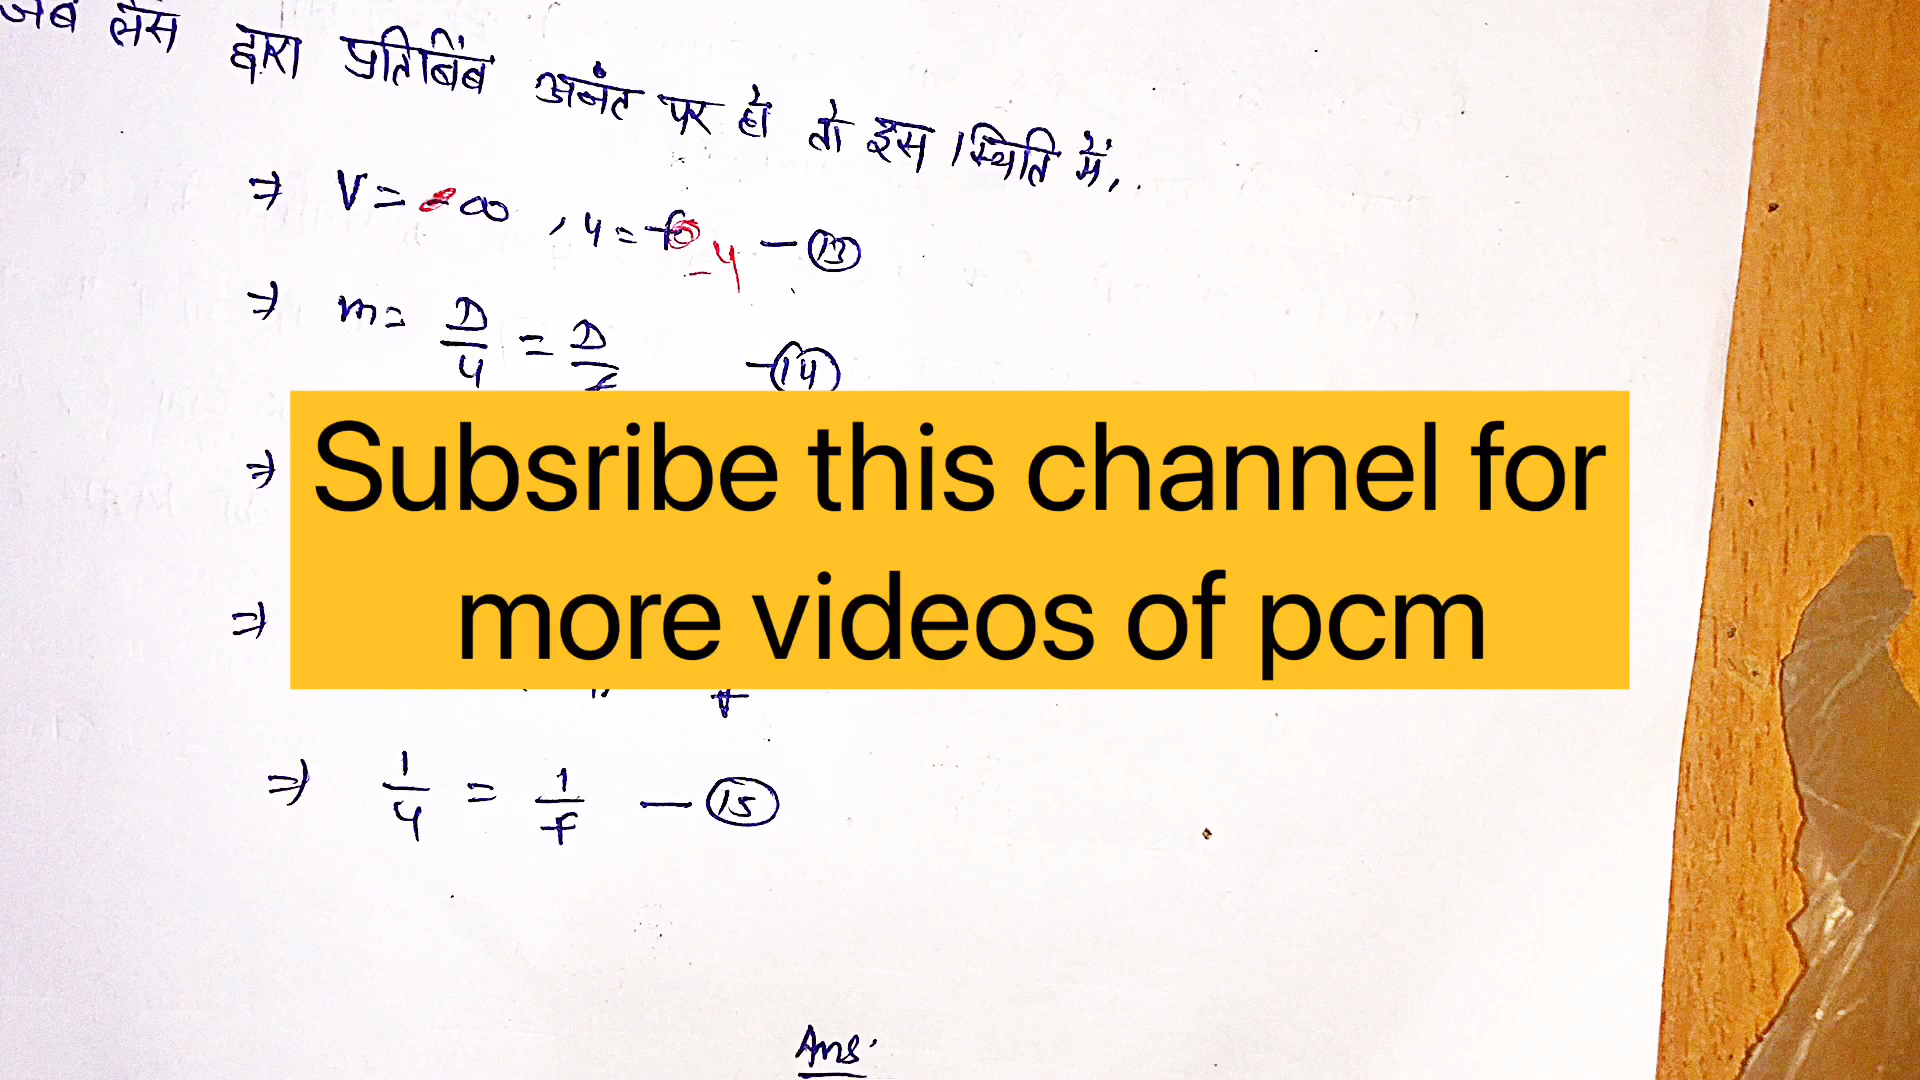 जब लेंस द्वारा प्रतिबिंब अनंत पर हो तो इस स्थिति में,
⇒ V = ∞ , u = f -u — (13)
⇒ m = D/u = D/f — (14)
⇒
Subsribe this channel for
more videos of pcm
⇒
⇒ 1/u = 1/f — (15)
Ans.